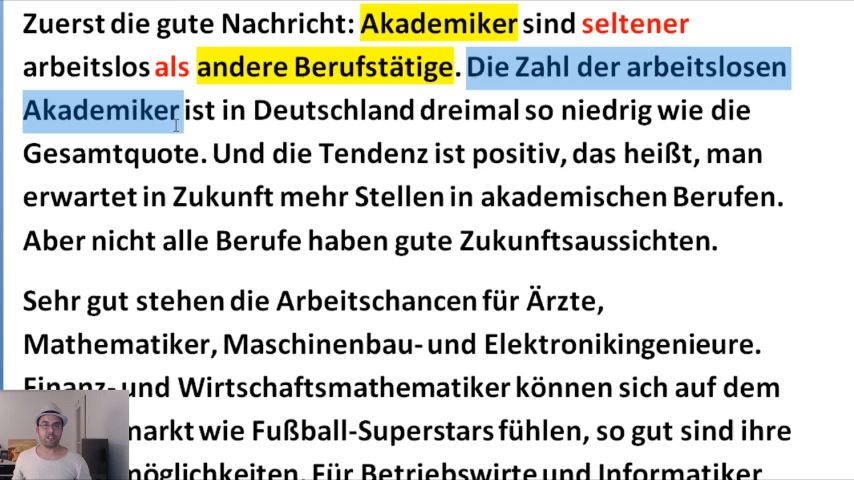 Zuerst die gute Nachricht: Akademiker sind seltener
arbeitslos als andere Berufstätige. Die Zahl der arbeitslosen
Akademiker ist in Deutschland dreimal so niedrig wie die
Gesamtquote. Und die Tendenz ist positiv, das heißt, man
erwartet in Zukunft mehr Stellen in akademischen Berufen.
Aber nicht alle Berufe haben gute Zukunftsaussichten.
Sehr gut stehen die Arbeitschancen für Ärzte,
Mathematiker, Maschinenbau- und Elektronikingenieure.
Finanz- und Wirtschaftsmathematiker können sich auf dem
markt wie Fußball-Superstars fühlen, so gut sind ihre
möglichkeiten. Für Betriebswirte und Informatiker